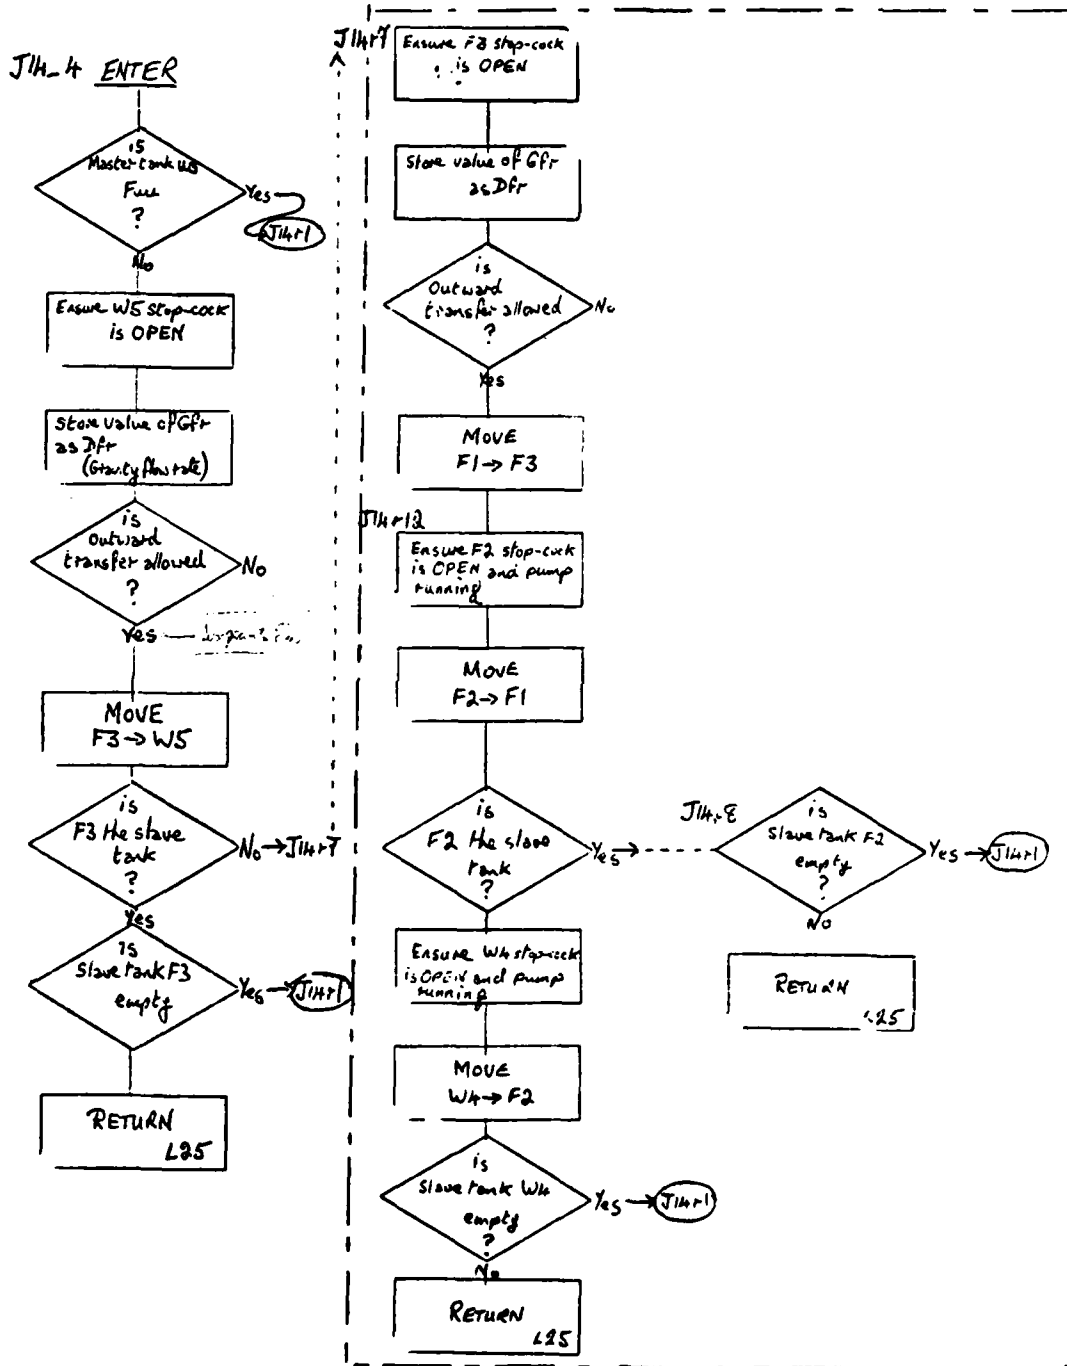 J14-4 ENTER
is
Master tank W5
Full
?
Yes
J14r1
No
Ensure W5 stop-cock
is OPEN
Store value of Gfr
as Dfr
(Gravity flow rate)
is
Outward
transfer allowed
?
No
Yes
MOVE
F3→W5
is
F3 the slave
tank
?
No → J14r7
Yes
Is
Slave tank F3
empty
?
Yes → J14r1
RETURN
L25
J14r7
Ensure F3 stop-cock
is OPEN
Store value of Gfr
as Dfr
is
Outward
transfer allowed
?
No
Yes
MOVE
F1→F3
J14r12
Ensure F2 stop-cock
is OPEN and pump
running
MOVE
F2→F1
is
F2 the slave
tank
?
Yes →
Ensure W4 stop-cock
is OPEN and pump
running
MOVE
W4→F2
is
Slave tank W4
empty
?
Yes → J14r1
No
RETURN
L25
is
Slave tank F2
empty
?
Yes → J14r1
No
RETURN
L25